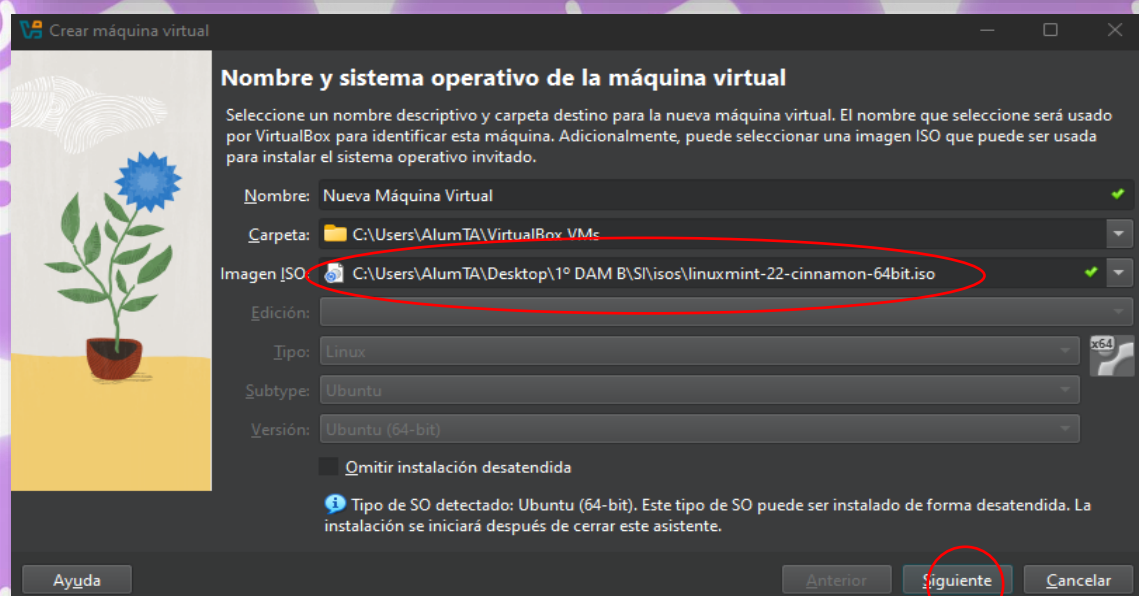 Crear máquina virtual
Nombre y sistema operativo de la máquina virtual
Seleccione un nombre descriptivo y carpeta destino para la nueva máquina virtual. El nombre que seleccione será usado
por VirtualBox para identificar esta máquina. Adicionalmente, puede seleccionar una imagen ISO que puede ser usada
para instalar el sistema operativo invitado.
Nombre: Nueva Máquina Virtual
Carpeta: C:\Users\AlumTA\VirtualBox VMs
Imagen ISO: C:\Users\AlumTA\Desktop\1º DAM B\SI\isos\linuxmint-22-cinnamon-64bit.iso
Edición:
Tipo: Linux x64
Subtype: Ubuntu
Versión: Ubuntu (64-bit)
Omitir instalación desatendida
Tipo de SO detectado: Ubuntu (64-bit). Este tipo de SO puede ser instalado de forma desatendida. La
instalación se iniciará después de cerrar este asistente.
Ayuda Anterior Siguiente Cancelar